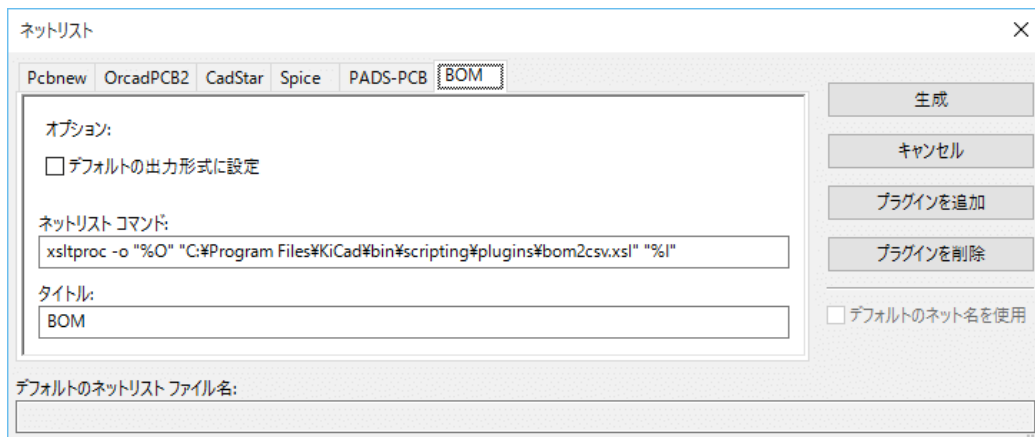 ネットリスト
Pcbnew OrcadPCB2 CadStar Spice PADS-PCB BOM
生成
オプション:
キャンセル
デフォルトの出力形式に設定
プラグインを追加
ネットリスト コマンド:
xsltproc -o "%O" "C:¥Program Files¥KiCad¥bin¥scripting¥plugins¥bom2csv.xsl" "%I"
プラグインを削除
タイトル:
BOM
デフォルトのネット名を使用
デフォルトのネットリスト ファイル名: